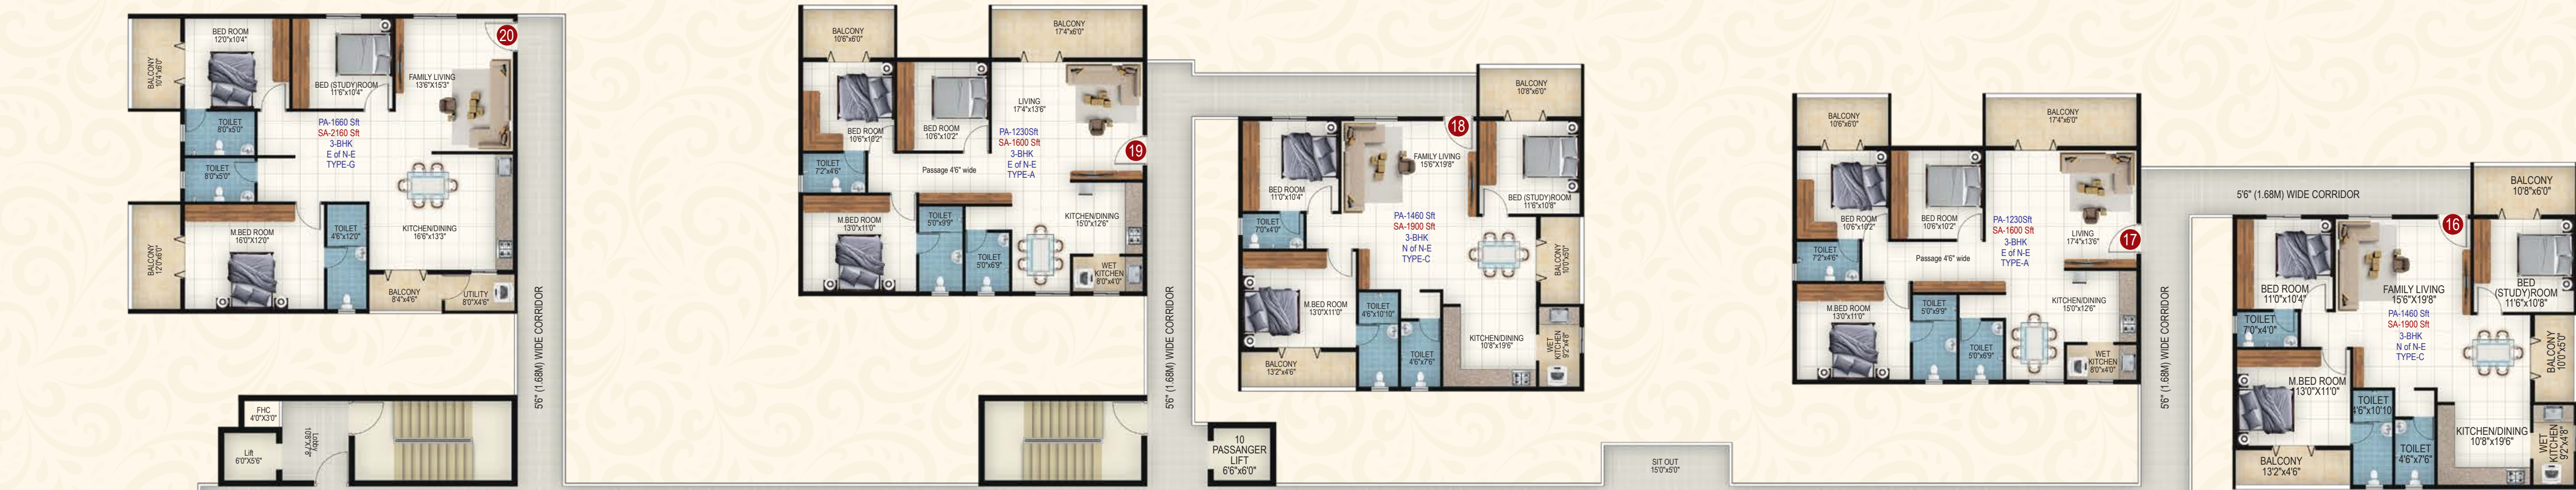 BED ROOM
12'0"x10'4"
BALCONY
10'4"x6'0"
BED (STUDY)ROOM
11'6"x10'4"
FAMILY LIVING
13'6"X15'3"
20
TOILET
8'0"x5'0"
PA-1660 Sft
SA-2160 Sft
3-BHK
E of N-E
TYPE-G
TOILET
8'0"x5'0"
M.BED ROOM
16'0"X12'0"
TOILET
4'6"x12'0"
KITCHEN/DINING
16'6"x13'3"
BALCONY
12'0"x6'0"
BALCONY
8'4"x4'6"
UTILITY
8'0"X4'6"
5'6" (1.68M) WIDE CORRIDOR
FHC
4'0"X3'0"
Lobby
10'8"X7'8"
Lift
6'0"X5'6"
BALCONY
10'6"x6'0"
BALCONY
17'4"x6'0"
BED ROOM
10'6"x10'2"
BED ROOM
10'6"x10'2"
LIVING
17'4"x13'6"
PA-1230Sft
SA-1600 Sft
3-BHK
E of N-E
TYPE-A
19
TOILET
7'2"x4'6"
Passage 4'6" wide
M.BED ROOM
13'0"x11'0"
TOILET
5'0"x9'9"
TOILET
5'0"x6'9"
KITCHEN/DINING
15'0"x12'6"
WET
KITCHEN
8'0"x4'0"
5'6" (1.68M) WIDE CORRIDOR
10
PASSANGER
LIFT
6'6"x6'0"
BALCONY
10'8"x6'0"
18
FAMILY LIVING
15'6"X19'8"
BED ROOM
11'0"x10'4"
BED (STUDY)ROOM
11'6"x10'8"
TOILET
7'0"x4'0"
PA-1460 Sft
SA-1900 Sft
3-BHK
N of N-E
TYPE-C
BALCONY
10'0"x5'0"
M.BED ROOM
13'0"X11'0"
TOILET
4'6"x10'10"
TOILET
4'6"x7'6"
KITCHEN/DINING
10'8"x19'6"
WET
KITCHEN
9'2"x4'8"
BALCONY
13'2"x4'6"
SIT OUT
15'0"x5'0"
BALCONY
10'6"x6'0"
BALCONY
17'4"x6'0"
BED ROOM
10'6"x10'2"
BED ROOM
10'6"x10'2"
PA-1230Sft
SA-1600 Sft
3-BHK
E of N-E
TYPE-A
LIVING
17'4"x13'6"
17
TOILET
7'2"x4'6"
Passage 4'6" wide
M.BED ROOM
13'0"x11'0"
TOILET
5'0"x9'9"
TOILET
5'0"x6'9"
KITCHEN/DINING
15'0"x12'6"
WET
KITCHEN
8'0"x4'0"
5'6" (1.68M) WIDE CORRIDOR
5'6" (1.68M) WIDE CORRIDOR
BALCONY
10'8"x6'0"
16
BED ROOM
11'0"x10'4"
FAMILY LIVING
15'6"X19'8"
BED
(STUDY)ROOM
11'6"x10'8"
TOILET
7'0"x4'0"
PA-1460 Sft
SA-1900 Sft
3-BHK
N of N-E
TYPE-C
BALCONY
10'0"x5'0"
M.BED ROOM
13'0"X11'0"
TOILET
4'6"x10'10
TOILET
4'6"x7'6"
KITCHEN/DINING
10'8"x19'6"
WET
KITCHEN
9'2"x4'8"
BALCONY
13'2"x4'6"